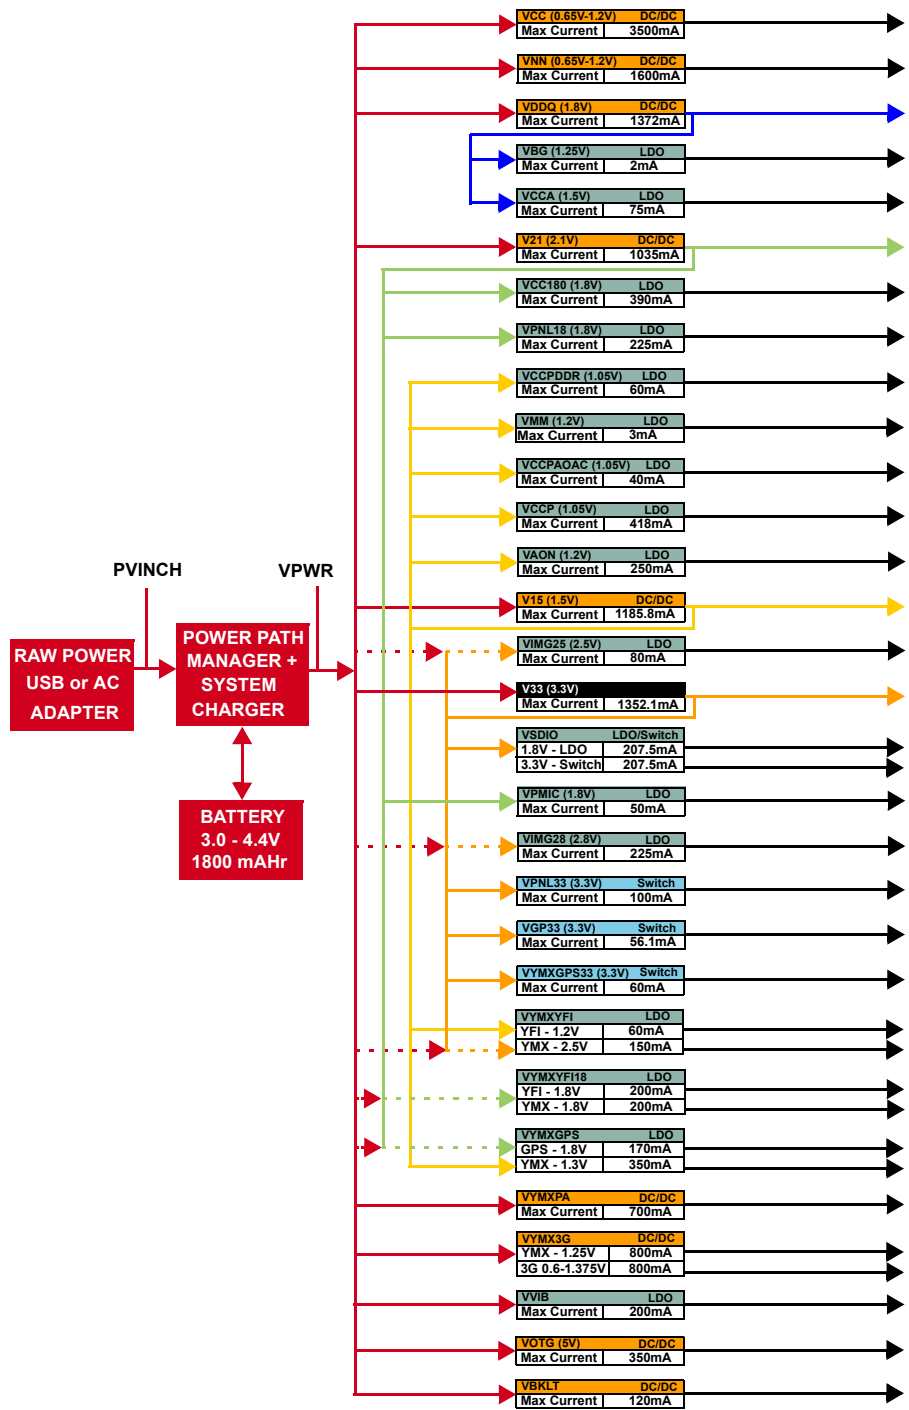 VCC (0.65V-1.2V) DC/DC
Max Current 3500mA
VNN (0.65V-1.2V) DC/DC
Max Current 1600mA
VDDQ (1.8V) DC/DC
Max Current 1372mA
VBG (1.25V) LDO
Max Current 2mA
VCCA (1.5V) LDO
Max Current 75mA
V21 (2.1V) DC/DC
Max Current 1035mA
VCC180 (1.8V) LDO
Max Current 390mA
VPNL18 (1.8V) LDO
Max Current 225mA
VCCPDDR (1.05V) LDO
Max Current 60mA
VMM (1.2V) LDO
Max Current 3mA
VCCPAOAC (1.05V) LDO
Max Current 40mA
VCCP (1.05V) LDO
Max Current 418mA
VAON (1.2V) LDO
Max Current 250mA
PVINCH
VPWR
V15 (1.5V) DC/DC
Max Current 1185.8mA
RAW POWER
USB or AC
ADAPTER
POWER PATH
MANAGER +
SYSTEM
CHARGER
VIMG25 (2.5V) LDO
Max Current 80mA
V33 (3.3V)
Max Current 1352.1mA
VSDIO LDO/Switch
1.8V - LDO 207.5mA
3.3V - Switch 207.5mA
BATTERY
3.0 - 4.4V
1800 mAHr
VPMIC (1.8V) LDO
Max Current 50mA
VIMG28 (2.8V) LDO
Max Current 225mA
VPNL33 (3.3V) Switch
Max Current 100mA
VGP33 (3.3V) Switch
Max Current 56.1mA
VYMXGPS33 (3.3V) Switch
Max Current 60mA
VYMXYFI LDO
YFI - 1.2V 60mA
YMX - 2.5V 150mA
VYMXYFI18 LDO
YFI - 1.8V 200mA
YMX - 1.8V 200mA
VYMXGPS LDO
GPS - 1.8V 170mA
YMX - 1.3V 350mA
VYMXPA DC/DC
Max Current 700mA
VYMX3G DC/DC
YMX - 1.25V 800mA
3G 0.6-1.375V 800mA
VVIB LDO
Max Current 200mA
VOTG (5V) DC/DC
Max Current 350mA
VBKLT DC/DC
Max Current 120mA